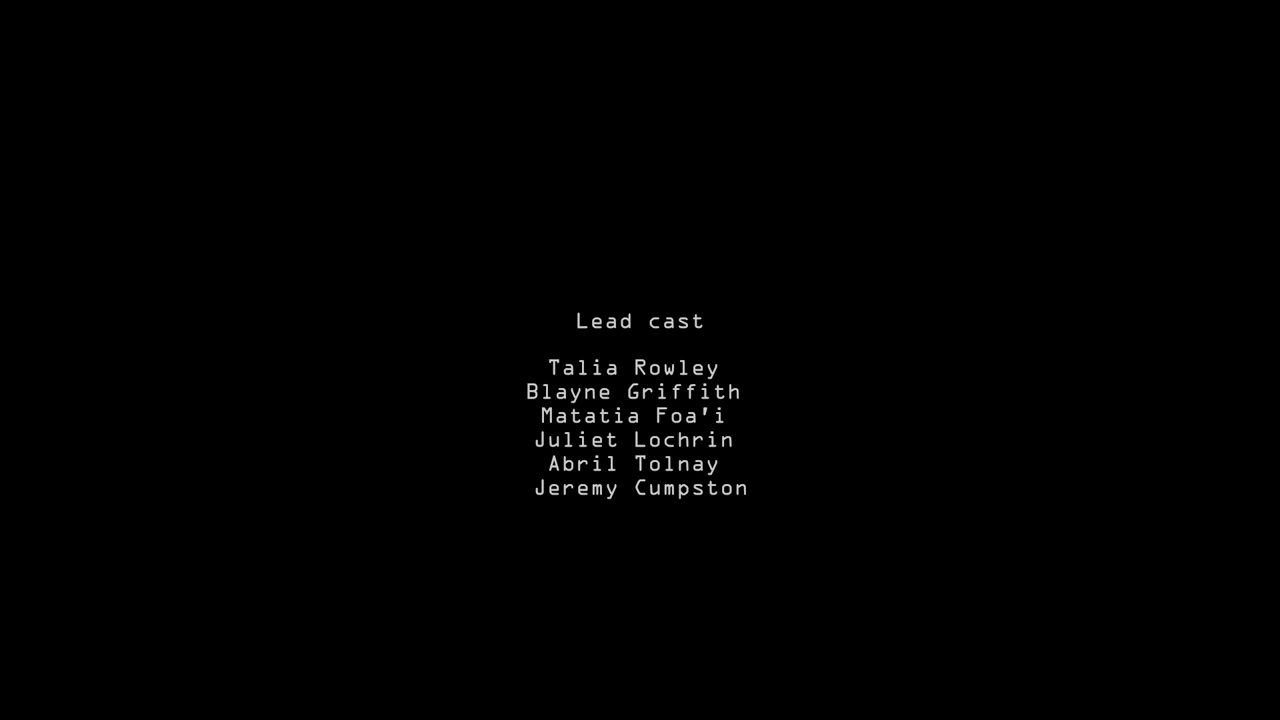 Lead cast
Talia Rowley
Blayne Griffith
Matatia Foa'i
Juliet Lochrin
Abril Tolnay
Jeremy Cumpston